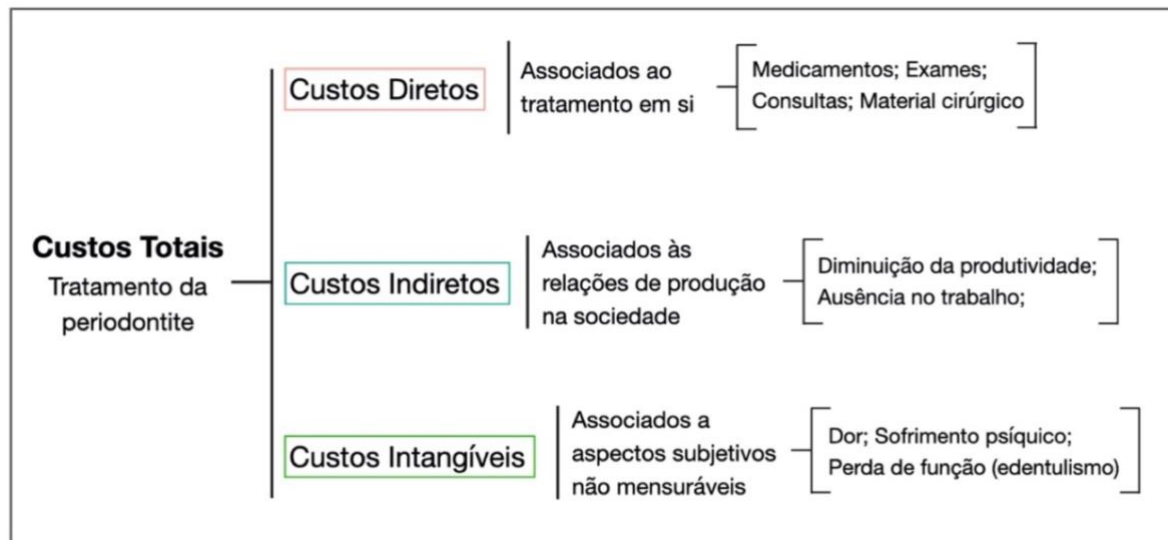 Custos Totais
Tratamento da
periodontite
Custos Diretos
Associados ao
tratamento em si
Medicamentos; Exames;
Consultas; Material cirúrgico
Custos Indiretos
Associados às
relações de produção
na sociedade
Diminuição da produtividade;
Ausência no trabalho;
Custos Intangíveis
Associados a
aspectos subjetivos
não mensuráveis
Dor; Sofrimento psíquico;
Perda de função (edentulismo)